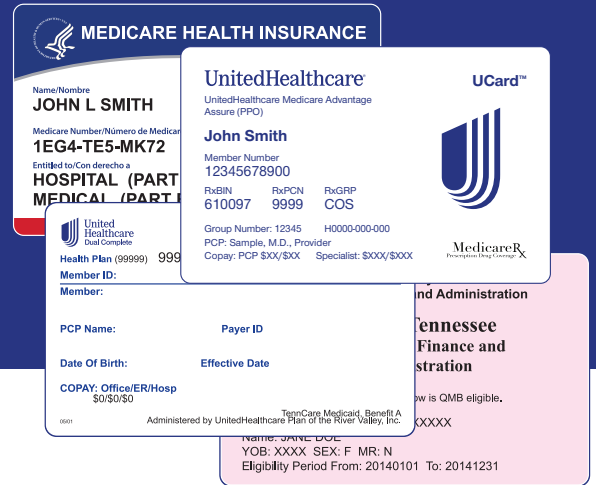 MEDICARE HEALTH INSURANCE
Name/Nombre
JOHN L SMITH
Medicare Number/Número de Medicar
1EG4-TE5-MK72
Entitled to/Con derecho a
HOSPITAL (PART
MEDICAL (PART
UnitedHealthcare
UCard™
UnitedHealthcare Medicare Advantage
Assure (PPO)
John Smith
Member Number
12345678900
RxBIN RxPCN RxGRP
610097 9999 COS
Group Number: 12345 H0000-000-000
PCP: Sample, M.D., Provider
Copay: PCP $XX/$XX Specialist: $XXX/$XXX
MedicareRx
Prescription Drug Coverage
United
Healthcare
Dual Complete
Health Plan (99999) 999
Member ID:
Member:
PCP Name: Payer ID
Date Of Birth: Effective Date
COPAY: Office/ER/Hosp
$0/$0/$0
TennCare Medicaid, Benefit A
05/01 Administered by UnitedHealthcare Plan of the River Valley, Inc.
and Administration
Tennessee
Finance and
stration
ow is QMB eligible.
XXXXX
Name: JANE DOE
YOB: XXXX SEX: F MR: N
Eligibility Period From: 20140101 To: 20141231